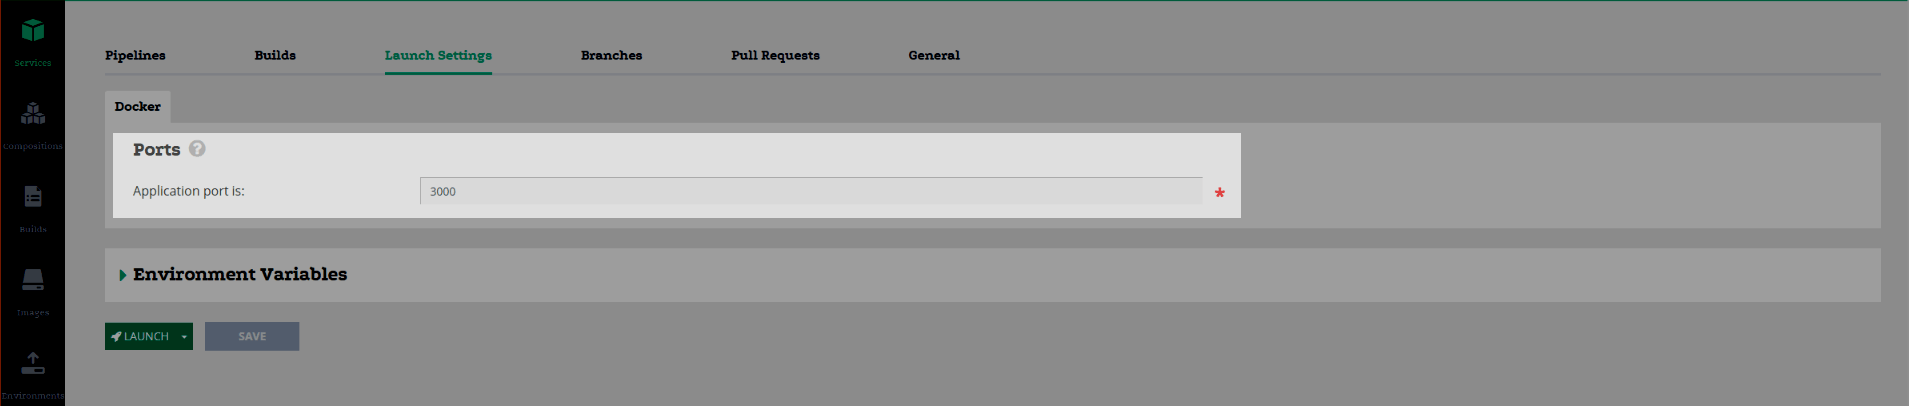 Services
Compositions
Builds
Images
Environments
Pipelines Builds Launch Settings Branches Pull Requests General
Docker
Ports ?
Application port is: 3000 *
Environment Variables
LAUNCH SAVE